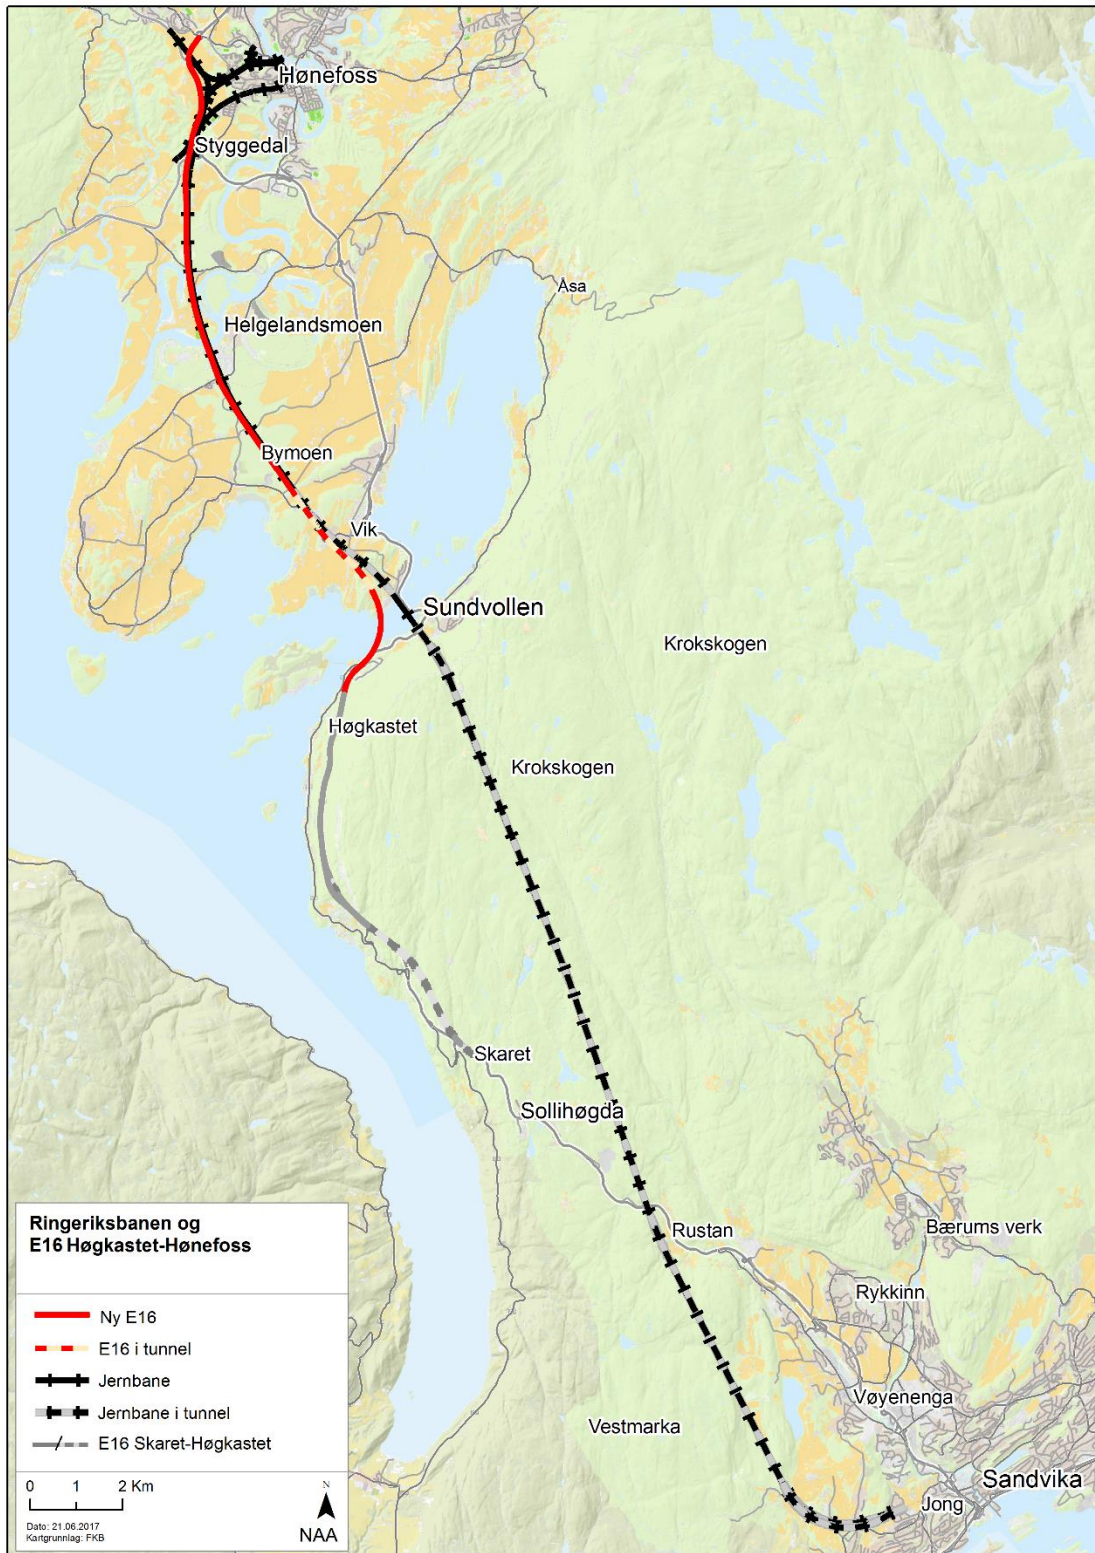 Hønefoss
Styggedal
Åsa
Helgelandsmoen
Bymoen
Vik
Sundvollen
Krokskogen
Høgkastet
Krokskogen
Skaret
Sollihøgda
Rustan
Bærums verk
Rykkinn
Vøyenenga
Vestmarka
Sandvika
Jong
Ringeriksbanen og
E16 Høgkastet-Hønefoss
Ny E16
E16 i tunnel
Jernbane
Jernbane i tunnel
E16 Skaret-Høgkastet
0 1 2 Km
N
NAA
Dato: 21.06.2017
Kartgrunnlag: FKB